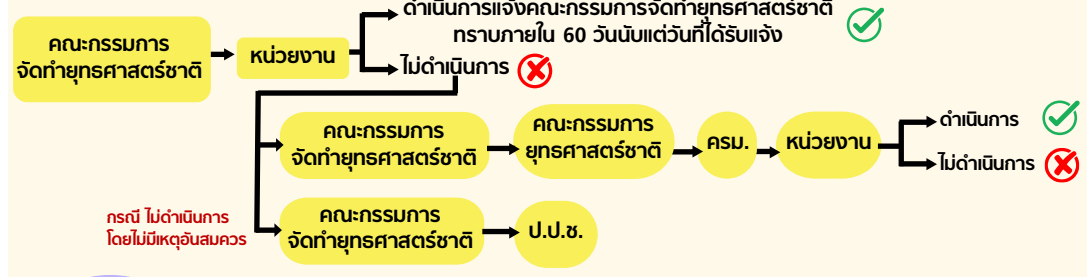 ดำเนินการแจ้งคณะกรรมการจัดทำยุทธศาสตร์ชาติ
ทราบภายใน 60 วันนับแต่วันที่ได้รับแจ้ง
คณะกรรมการ
จัดทำยุทธศาสตร์ชาติ
หน่วยงาน
ไม่ดำเนินการ
คณะกรรมการ
จัดทำยุทธศาสตร์ชาติ
คณะกรรมการ
ยุทธศาสตร์ชาติ
ครม.
หน่วยงาน
ดำเนินการ
ไม่ดำเนินการ
กรณี ไม่ดำเนินการ
โดยไม่มีเหตุอันสมควร
คณะกรรมการ
จัดทำยุทธศาสตร์ชาติ
ป.ป.ช.